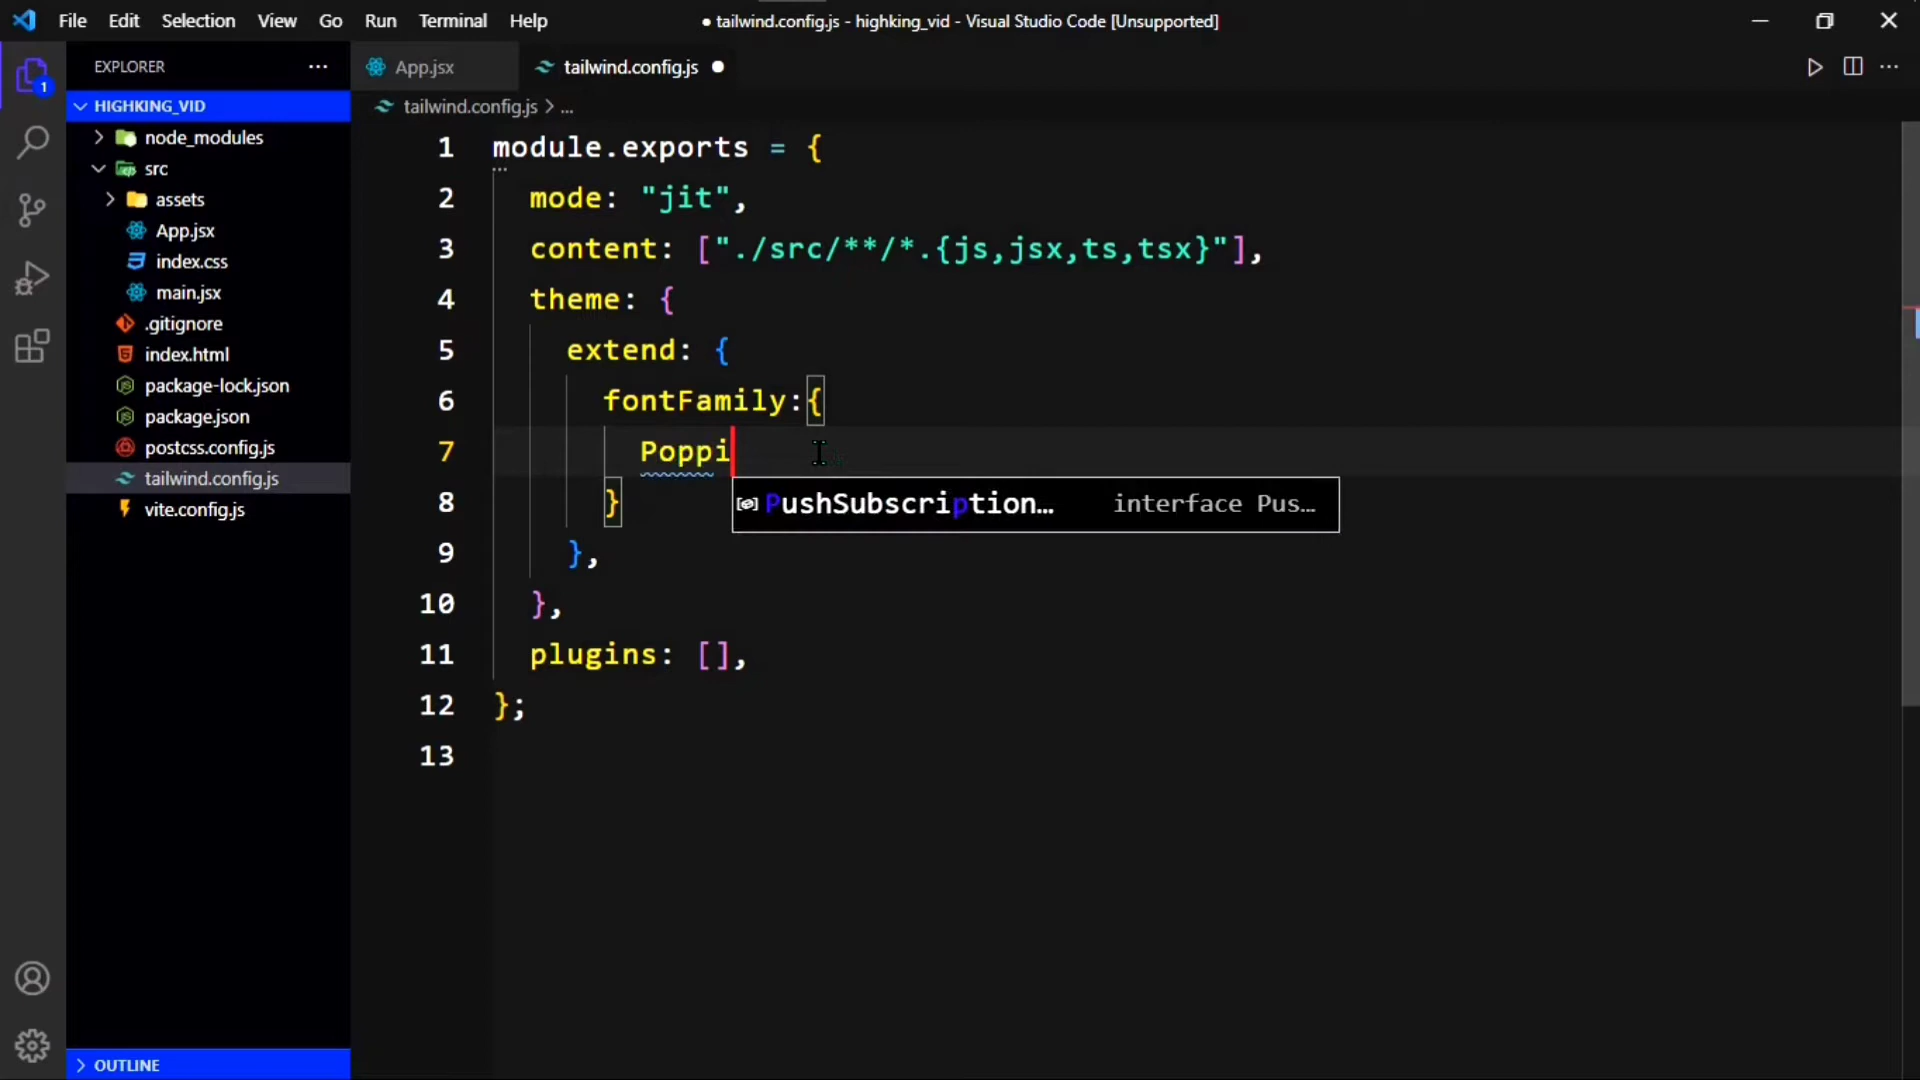 File Edit Selection View Go Run Terminal Help ● tailwind.config.js - highking_vid - Visual Studio Code [Unsupported]
EXPLORER ···
App.jsx
tailwind.config.js ●
HIGHKING_VID
tailwind.config.js > ...
node_modules
src
assets
App.jsx
index.css
main.jsx
.gitignore
index.html
package-lock.json
package.json
postcss.config.js
tailwind.config.js
vite.config.js
OUTLINE
1
1 module.exports = {
2 mode: "jit",
3 content: ["./src/**/*.{js,jsx,ts,tsx}"],
4 theme: {
5 extend: {
6 fontFamily:{
7 Poppi
PushSubscription… interface Pus…
8 }
9 },
10 },
11 plugins: [],
12 };
13